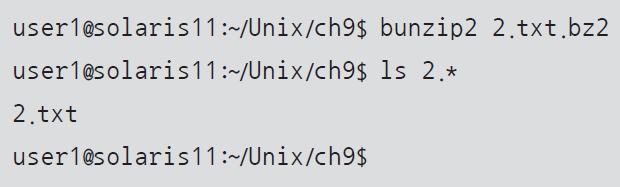 user1@solaris11:~/Unix/ch9$ bunzip2 2.txt.bz2
user1@solaris11:~/Unix/ch9$ ls 2.*
2.txt
user1@solaris11:~/Unix/ch9$